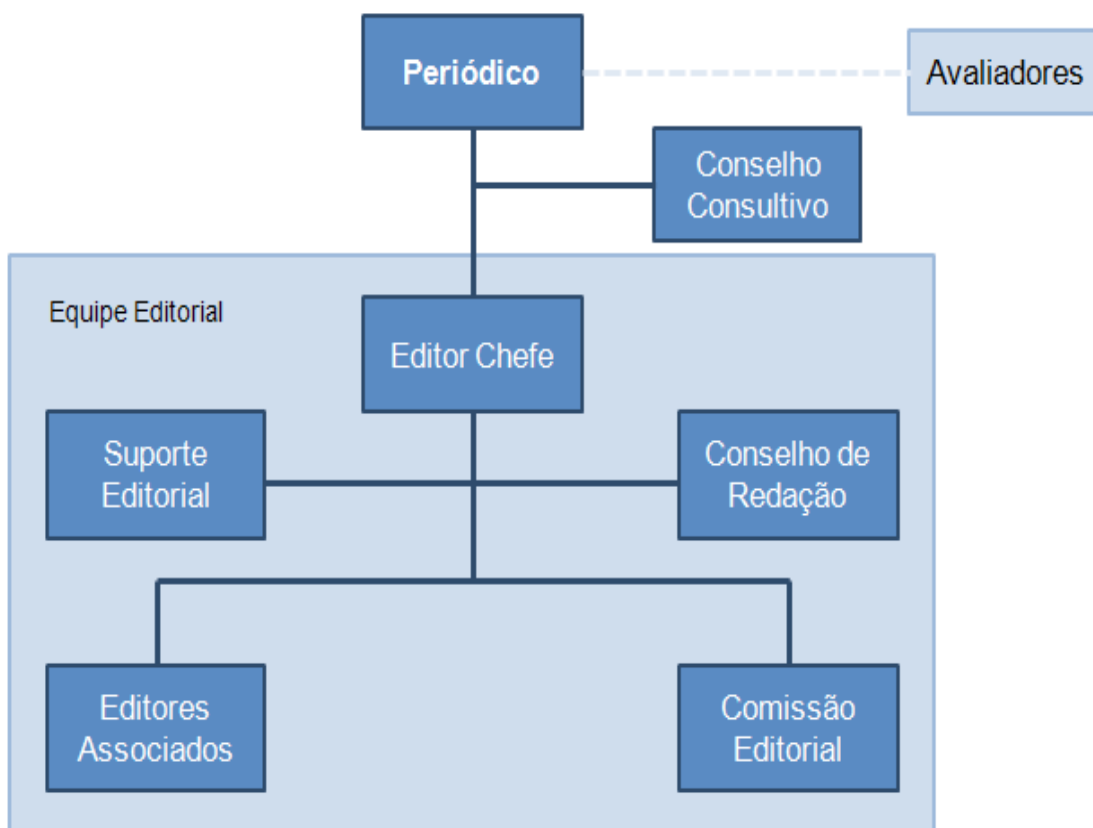 Periódico
Avaliadores
Conselho
Consultivo
Equipe Editorial
Editor Chefe
Suporte
Editorial
Conselho de
Redação
Editores
Associados
Comissão
Editorial